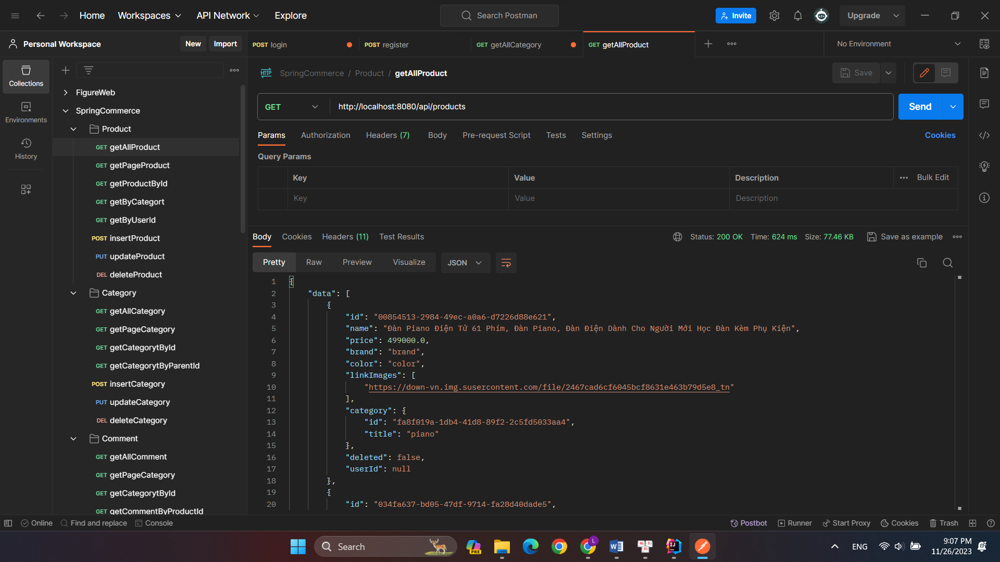 Home
Workspaces
API Network
Explore
Search Postman
Invite
Upgrade
Personal Workspace
New
Import
POST login
POST register
GET getAllCategory
GET getAllProduct
No Environment
Collections
Environments
History
FigureWeb
SpringCommerce
Product
GET getAllProduct
GET getPageProduct
GET getProductById
GET getByCategort
GET getByUserId
POST insertProduct
PUT updateProduct
DEL deleteProduct
Category
GET getAllCategory
GET getPageCategory
GET getCategorytById
GET getCategorytByParentId
POST insertCategory
PUT updateCategory
DEL deleteCategory
Comment
GET getAllComment
GET getPageCategory
GET getCategorytById
GET getCommentByProductId
HTTP SpringCommerce / Product / getAllProduct
Save
GET
http://localhost:8080/api/products
Send
Params Authorization Headers (7) Body Pre-request Script Tests Settings
Cookies
Query Params
Key Value Description Bulk Edit
Key Value Description
Body Cookies Headers (11) Test Results
Status: 200 OK Time: 624 ms Size: 77.46 KB
Save as example
Pretty Raw Preview Visualize JSON
1 {
2 "data": [
3 {
4 "id": "00854513-2984-49ec-a0a6-d7226d88e621",
5 "name": "Đàn Piano Điện Tử 61 Phím, Đàn Piano, Đàn Điện Dành Cho Người Mới Học Đàn Kèm Phụ Kiện",
6 "price": 499000.0,
7 "brand": "brand",
8 "color": "color",
9 "linkImages": [
10 "https://down-vn.img.susercontent.com/file/2467cad6cf6045bcf8631e463b79d5e8_tn"
11 ],
12 "category": {
13 "id": "fa8f019a-1db4-41d8-89f2-2c5fd5033aa4",
14 "title": "piano"
15 },
16 "deleted": false,
17 "userId": null
18 },
19 {
20 "id": "034fa637-bd05-47df-9714-fa28d40dade5",
Online
Find and replace
Console
Postbot
Runner
Start Proxy
Cookies
Trash
Search
PRE
L
W
u n i
IJ
ENG
9:07 PM
11/26/2023